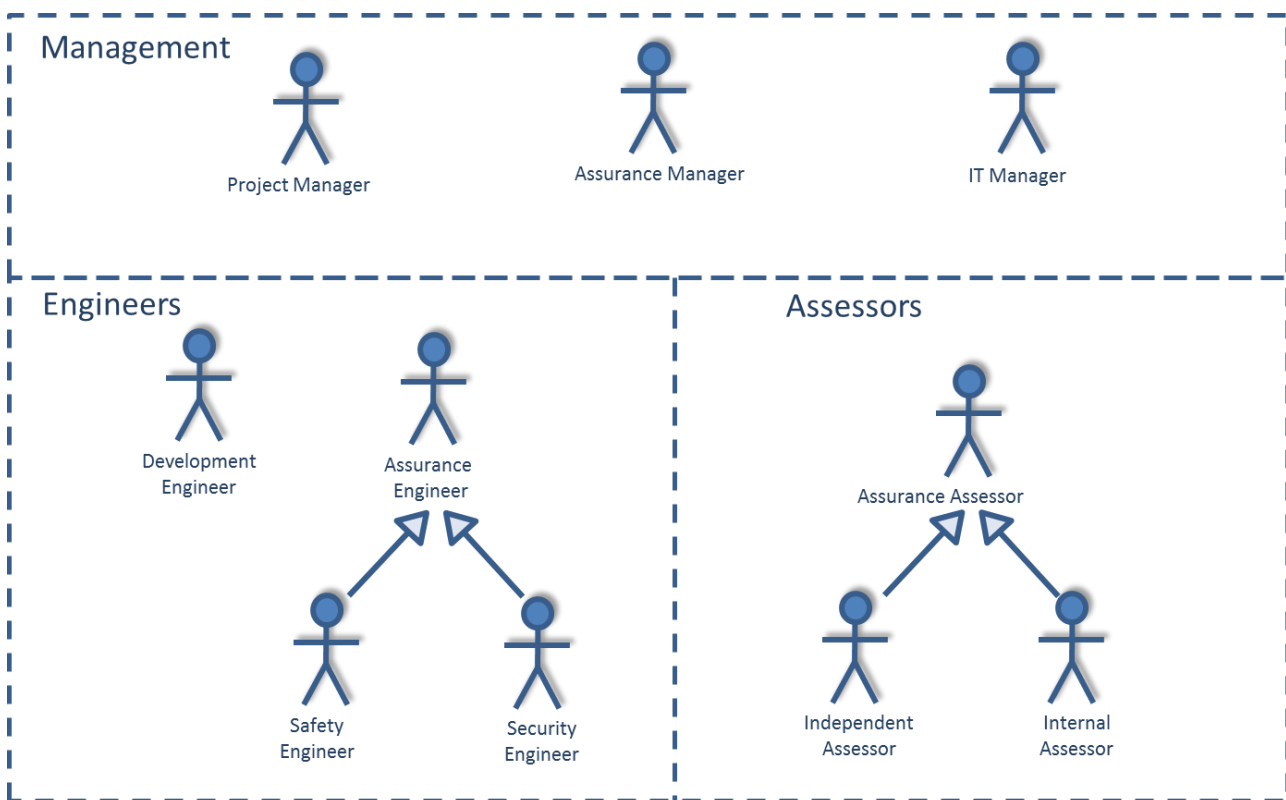 Management
Project Manager
Assurance Manager
IT Manager
Engineers
Development
Engineer
Assurance
Engineer
Safety
Engineer
Security
Engineer
Assessors
Assurance Assessor
Independent
Assessor
Internal
Assessor